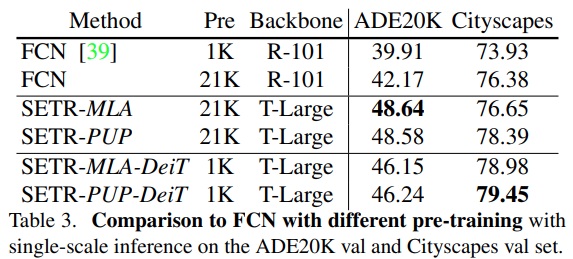 Method Pre Backbone ADE20K Cityscapes
FCN [39] 1K R-101 39.91 73.93
FCN 21K R-101 42.17 76.38
SETR-MLA 21K T-Large 48.64 76.65
SETR-PUP 21K T-Large 48.58 78.39
SETR-MLA-DeiT 1K T-Large 46.15 78.98
SETR-PUP-DeiT 1K T-Large 46.24 79.45
Table 3. Comparison to FCN with different pre-training with
single-scale inference on the ADE20K val and Cityscapes val set.